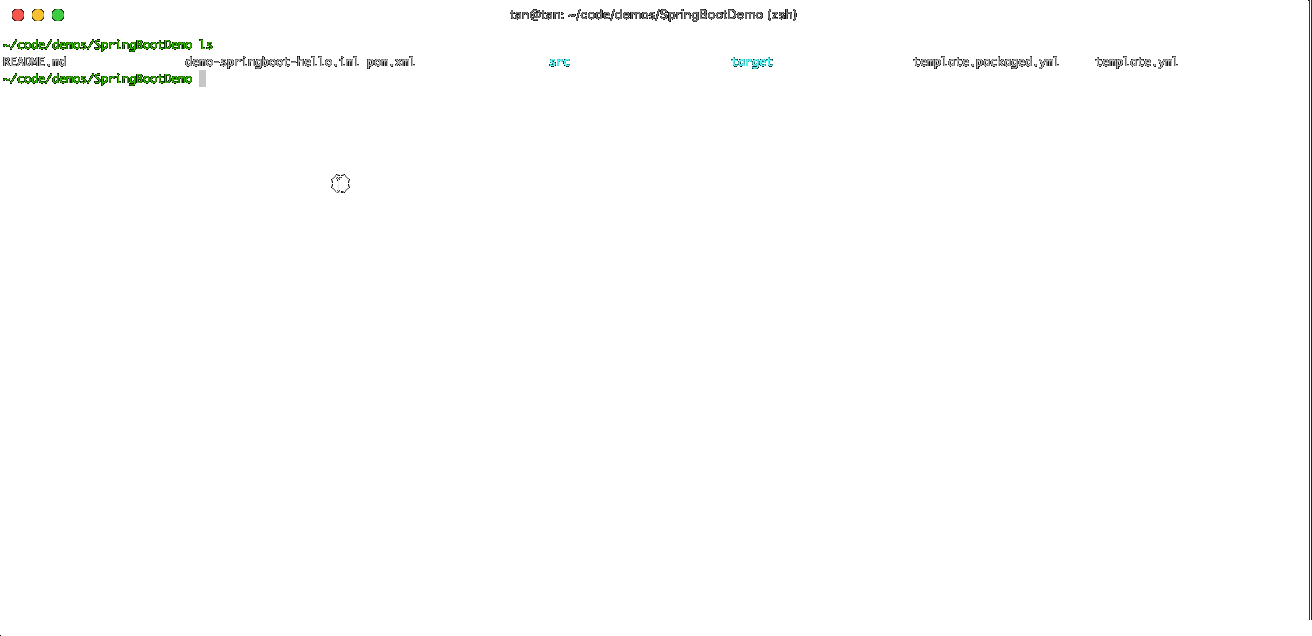 tan@tan: ~/code/demos/SpringBootDemo (zsh)
~/code/demos/SpringBootDemo ls
README.md demo-springboot-hello.iml pom.xml src target template.packaged.yml template.yml
~/code/demos/SpringBootDemo